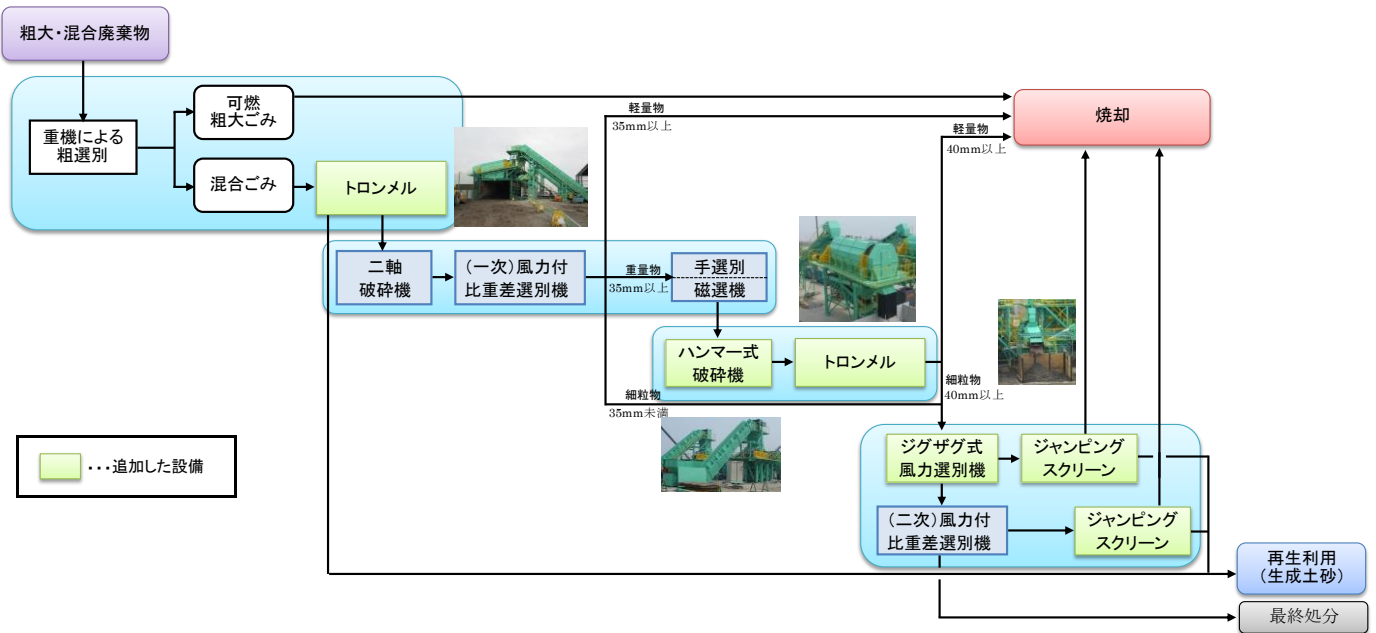 粗大・混合廃棄物
重機による
粗選別
可燃
粗大ごみ
混合ごみ
トロンメル
軽量物
35mm以上
軽量物
40mm以上
焼却
二軸
破砕機
(一次)風力付
比重差選別機
重量物
35mm以上
手選別
磁選機
ハンマー式
破砕機
トロンメル
細粒物
35mm未満
細粒物
40mm以上
・・・追加した設備
ジグザグ式
風力選別機
ジャンピング
スクリーン
(二次)風力付
比重差選別機
ジャンピング
スクリーン
再生利用
(生成土砂)
最終処分